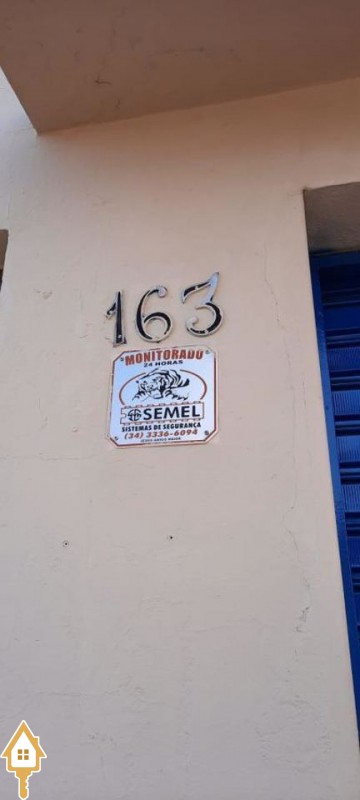 163
MONITORADO
24 HORAS
SEMEL
SISTEMAS DE SEGURANÇA
(34) 3336-6094